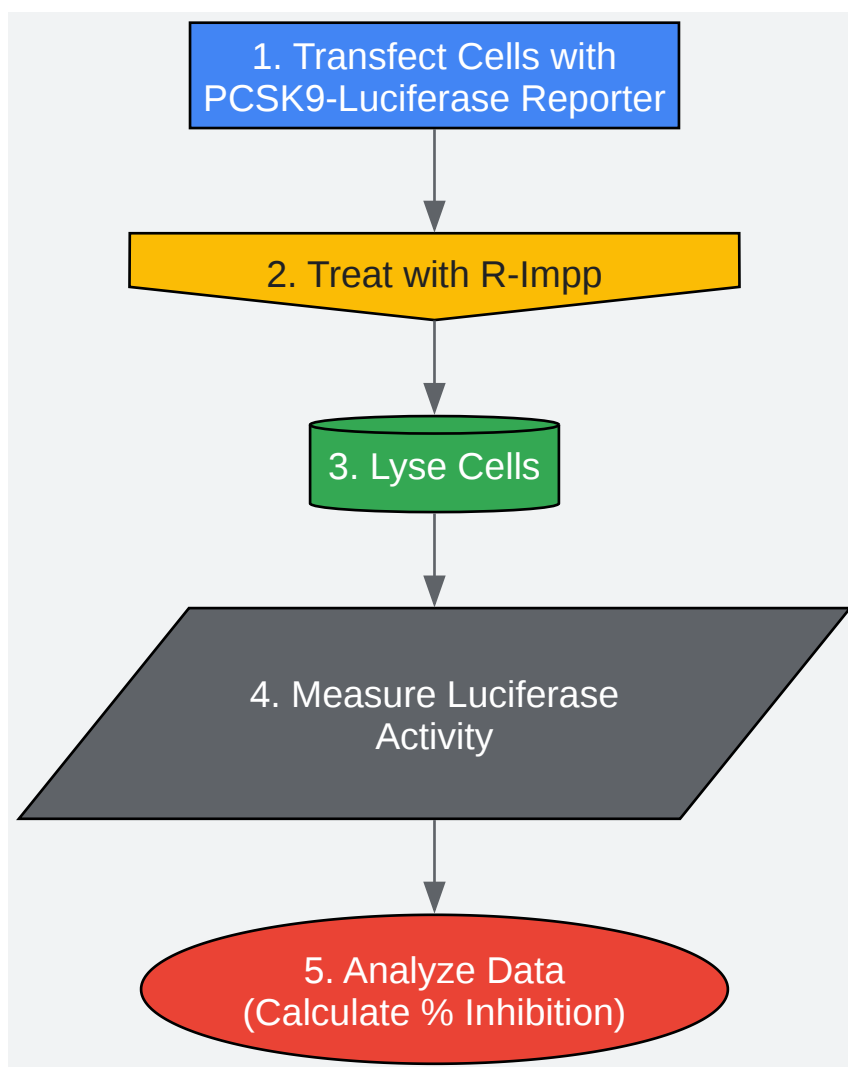 1. Transfect Cells with
PCSK9-Luciferase Reporter
2. Treat with R-Impp
3. Lyse Cells
4. Measure Luciferase
Activity
5. Analyze Data
(Calculate % Inhibition)